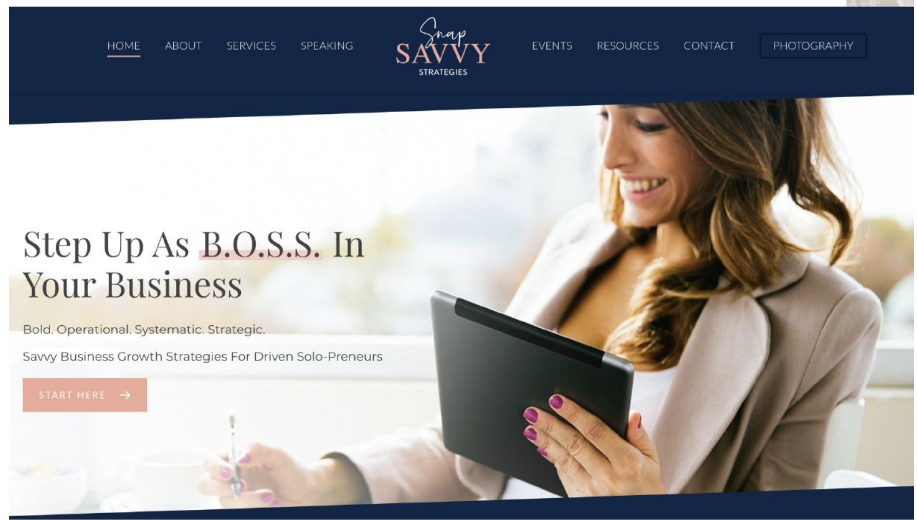 HOME ABOUT SERVICES SPEAKING Snap SAVVY STRATEGIES EVENTS RESOURCES CONTACT PHOTOGRAPHY
Step Up As B.O.S.S. In
Your Business
Bold. Operational. Systematic. Strategic.
Savvy Business Growth Strategies For Driven Solo-Preneurs
START HERE →